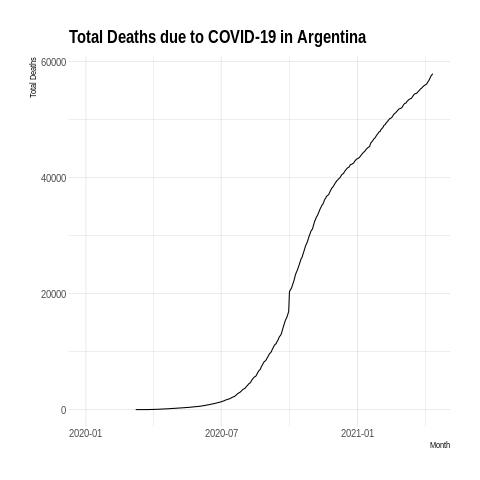 Total Deaths due to COVID-19 in Argentina
Total Deaths
60000
40000
20000
0
2020-01 2020-07 2021-01
Month